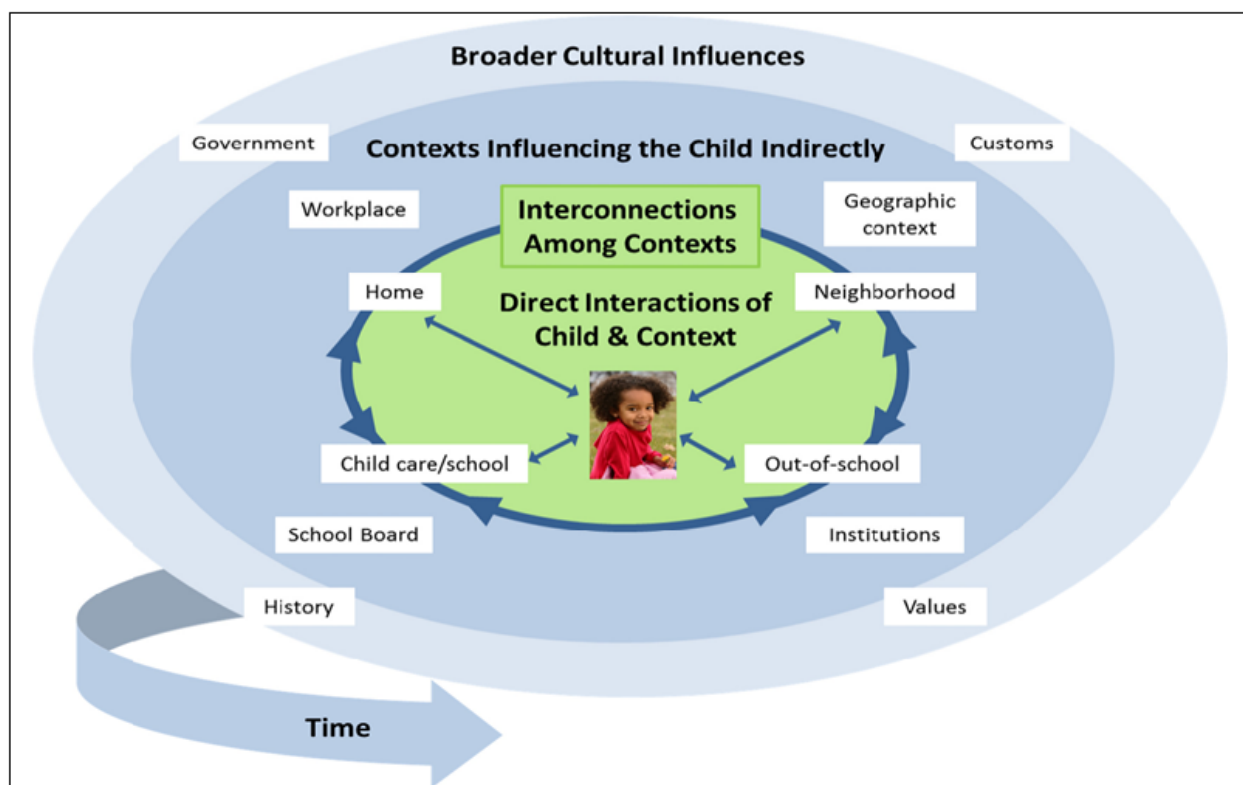 Broader Cultural Influences
Government
Customs
Contexts Influencing the Child Indirectly
Workplace
Geographic
context
Interconnections
Among Contexts
Home
Neighborhood
Direct Interactions of
Child & Context
Child care/school
Out-of-school
School Board
Institutions
History
Values
Time